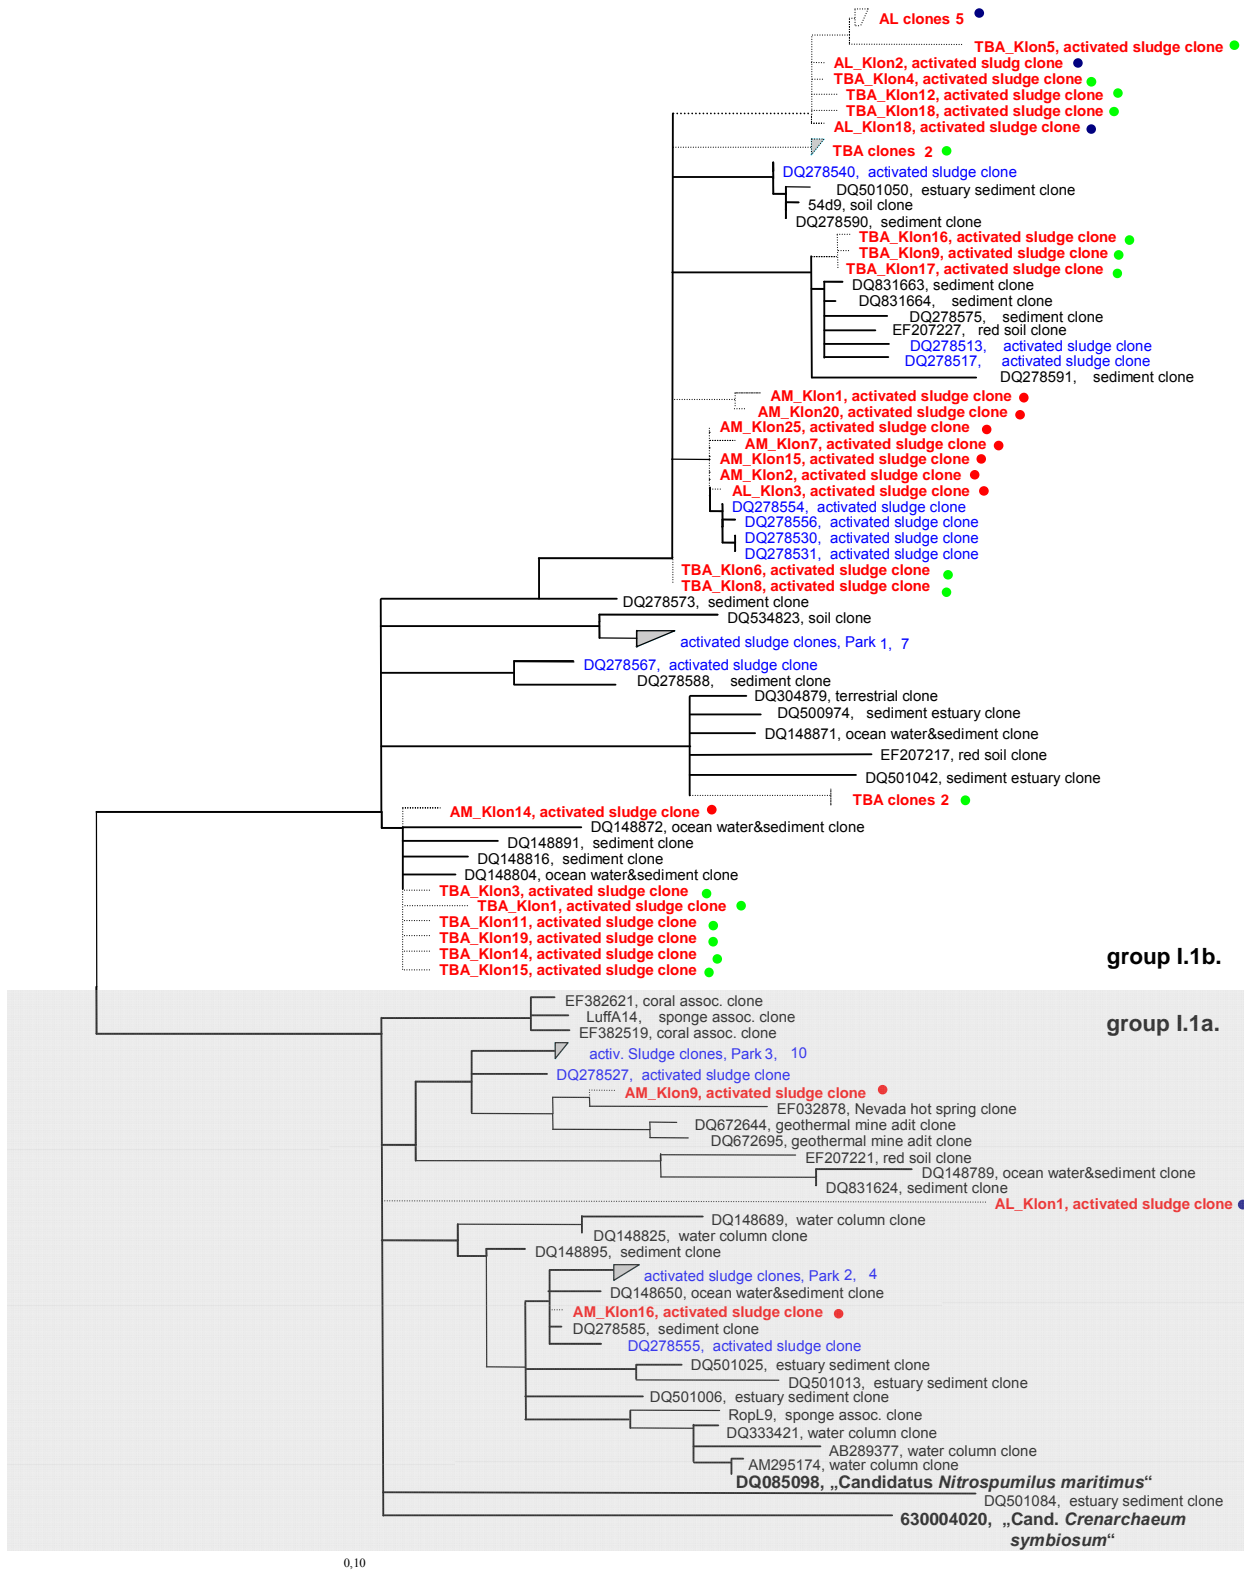 AL clones 5
TBA_Klon5, activated sludge clone
AL_Klon2, activated sludg clone
TBA_Klon4, activated sludge clone
TBA_Klon12, activated sludge clone
TBA_Klon18, activated sludge clone
AL_Klon18, activated sludge clone
TBA clones 2
DQ278540, activated sludge clone
DQ501050, estuary sediment clone
54d9, soil clone
DQ278590, sediment clone
TBA_Klon16, activated sludge clone
TBA_Klon9, activated sludge clone
TBA_Klon17, activated sludge clone
DQ831663, sediment clone
DQ831664, sediment clone
DQ278575, sediment clone
EF207227, red soil clone
DQ278513, activated sludge clone
DQ278517, activated sludge clone
DQ278591, sediment clone
AM_Klon1, activated sludge clone
AM_Klon20, activated sludge clone
AM_Klon25, activated sludge clone
AM_Klon7, activated sludge clone
AM_Klon15, activated sludge clone
AM_Klon2, activated sludge clone
AL_Klon3, activated sludge clone
DQ278554, activated sludge clone
DQ278556, activated sludge clone
DQ278530, activated sludge clone
DQ278531, activated sludge clone
TBA_Klon6, activated sludge clone
TBA_Klon8, activated sludge clone
DQ278573, sediment clone
DQ534823, soil clone
activated sludge clones, Park 1, 7
DQ278567, activated sludge clone
DQ278588, sediment clone
DQ304879, terrestrial clone
DQ500974, sediment estuary clone
DQ148871, ocean water&sediment clone
EF207217, red soil clone
DQ501042, sediment estuary clone
TBA clones 2
AM_Klon14, activated sludge clone
DQ148872, ocean water&sediment clone
DQ148891, sediment clone
DQ148816, sediment clone
DQ148804, ocean water&sediment clone
TBA_Klon3, activated sludge clone
TBA_Klon1, activated sludge clone
TBA_Klon11, activated sludge clone
TBA_Klon19, activated sludge clone
TBA_Klon14, activated sludge clone
TBA_Klon15, activated sludge clone
group I.1b.
EF382621, coral assoc. clone
LuffA14, sponge assoc. clone
EF382519, coral assoc. clone
group I.1a.
activ. Sludge clones, Park 3, 10
DQ278527, activated sludge clone
AM_Klon9, activated sludge clone
EF032878, Nevada hot spring clone
DQ672644, geothermal mine adit clone
DQ672695, geothermal mine adit clone
EF207221, red soil clone
DQ148789, ocean water&sediment clone
DQ831624, sediment clone
AL_Klon1, activated sludge clone
DQ148689, water column clone
DQ148825, water column clone
DQ148895, sediment clone
activated sludge clones, Park 2, 4
DQ148650, ocean water&sediment clone
AM_Klon16, activated sludge clone
DQ278585, sediment clone
DQ278555, activated sludge clone
DQ501025, estuary sediment clone
DQ501013, estuary sediment clone
DQ501006, estuary sediment clone
RopL9, sponge assoc. clone
DQ333421, water column clone
AB289377, water column clone
AM295174, water column clone
DQ085098, „Candidatus Nitrospumilus maritimus“
DQ501084, estuary sediment clone
630004020, „Cand. Crenarchaeum
symbiosum“
0,10